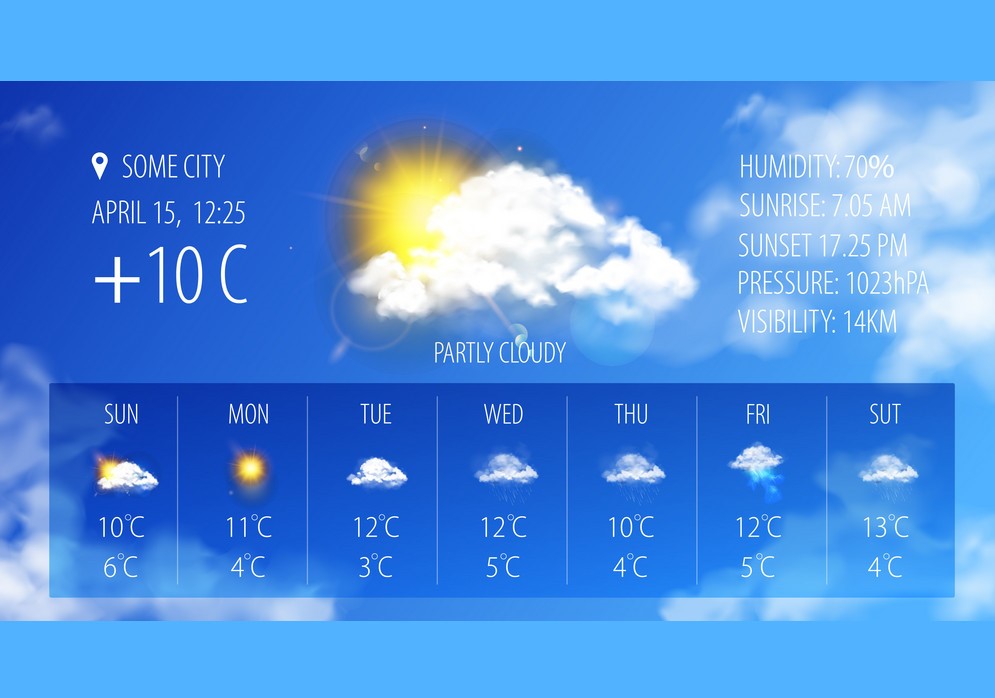 SOME CITY
APRIL 15, 12:25
+10 C
HUMIDITY: 70%
SUNRISE: 7.05 AM
SUNSET 17.25 PM
PRESSURE: 1023hPA
VISIBILITY: 14KM
PARTLY CLOUDY
SUN MON TUE WED THU FRI SUT
10°C 11°C 12°C 12°C 10°C 12°C 13°C
6°C 4°C 3°C 5°C 4°C 5°C 4°C